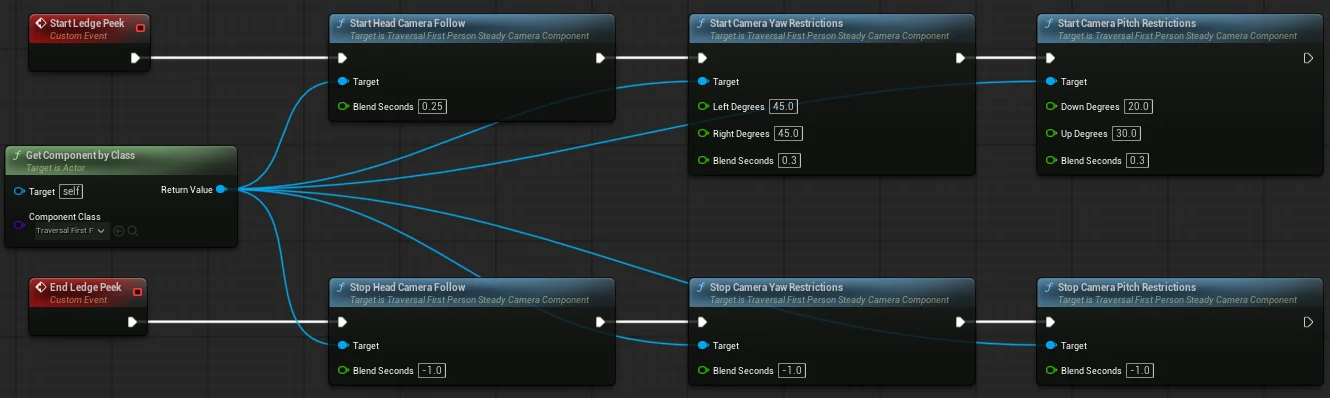 Start Ledge Peek
Custom Event
Start Head Camera Follow
Target is Traversal First Person Steady Camera Component
Target
Blend Seconds 0.25
Start Camera Yaw Restrictions
Target is Traversal First Person Steady Camera Component
Target
Left Degrees 45.0
Right Degrees 45.0
Blend Seconds 0.3
Start Camera Pitch Restrictions
Target is Traversal First Person Steady Camera Component
Target
Down Degrees 20.0
Up Degrees 30.0
Blend Seconds 0.3
Get Component by Class
Target is Actor
Target self Return Value
Component Class
Traversal First F
End Ledge Peek
Custom Event
Stop Head Camera Follow
Target is Traversal First Person Steady Camera Component
Target
Blend Seconds -1.0
Stop Camera Yaw Restrictions
Target is Traversal First Person Steady Camera Component
Target
Blend Seconds -1.0
Stop Camera Pitch Restrictions
Target is Traversal First Person Steady Camera Component
Target
Blend Seconds -1.0